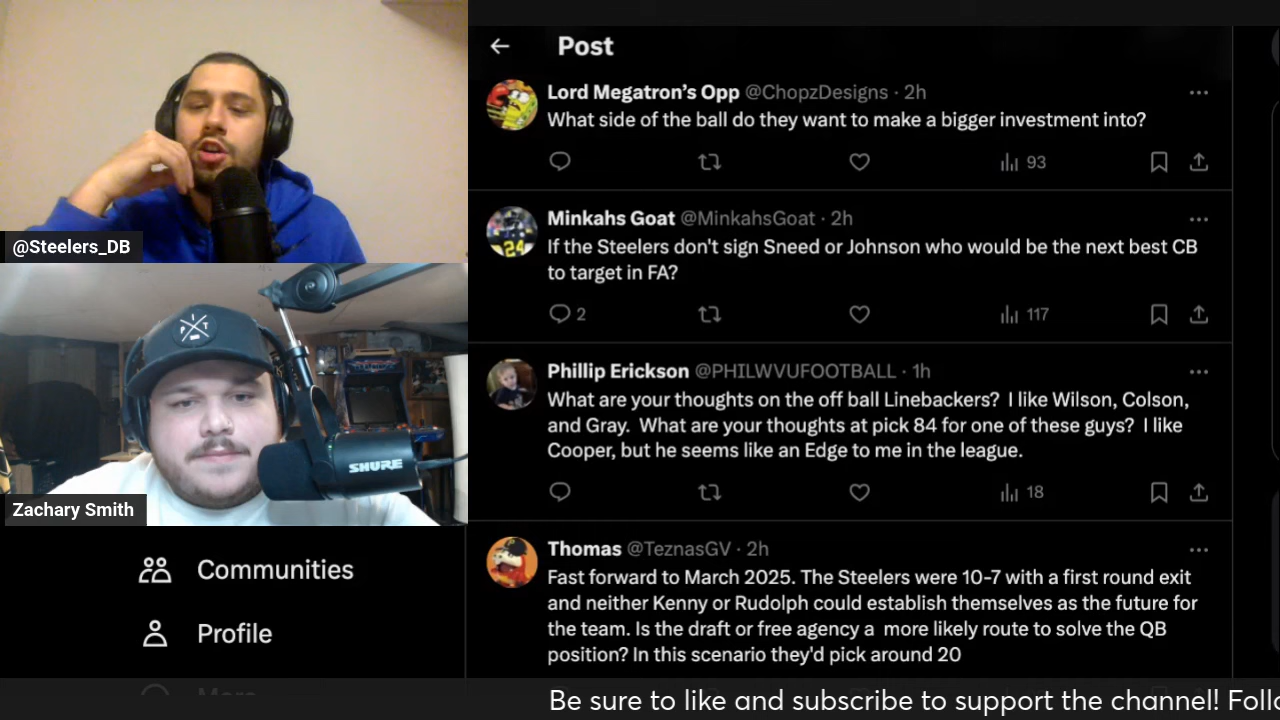 @Steelers_DB
PIT
SHURE
Zachary Smith
Communities
Profile
More
Post
Lord Megatron’s Opp @ChopzDesigns · 2h
What side of the ball do they want to make a bigger investment into?
93
Minkahs Goat @MinkahsGoat · 2h
If the Steelers don't sign Sneed or Johnson who would be the next best CB
to target in FA?
2 117
Phillip Erickson @PHILWVUFOOTBALL · 1h
What are your thoughts on the off ball Linebackers? I like Wilson, Colson,
and Gray. What are your thoughts at pick 84 for one of these guys? I like
Cooper, but he seems like an Edge to me in the league.
18
Thomas @TeznasGV · 2h
Fast forward to March 2025. The Steelers were 10-7 with a first round exit
and neither Kenny or Rudolph could establish themselves as the future for
the team. Is the draft or free agency a more likely route to solve the QB
position? In this scenario they'd pick around 20
Be sure to like and subscribe to support the channel! Follo